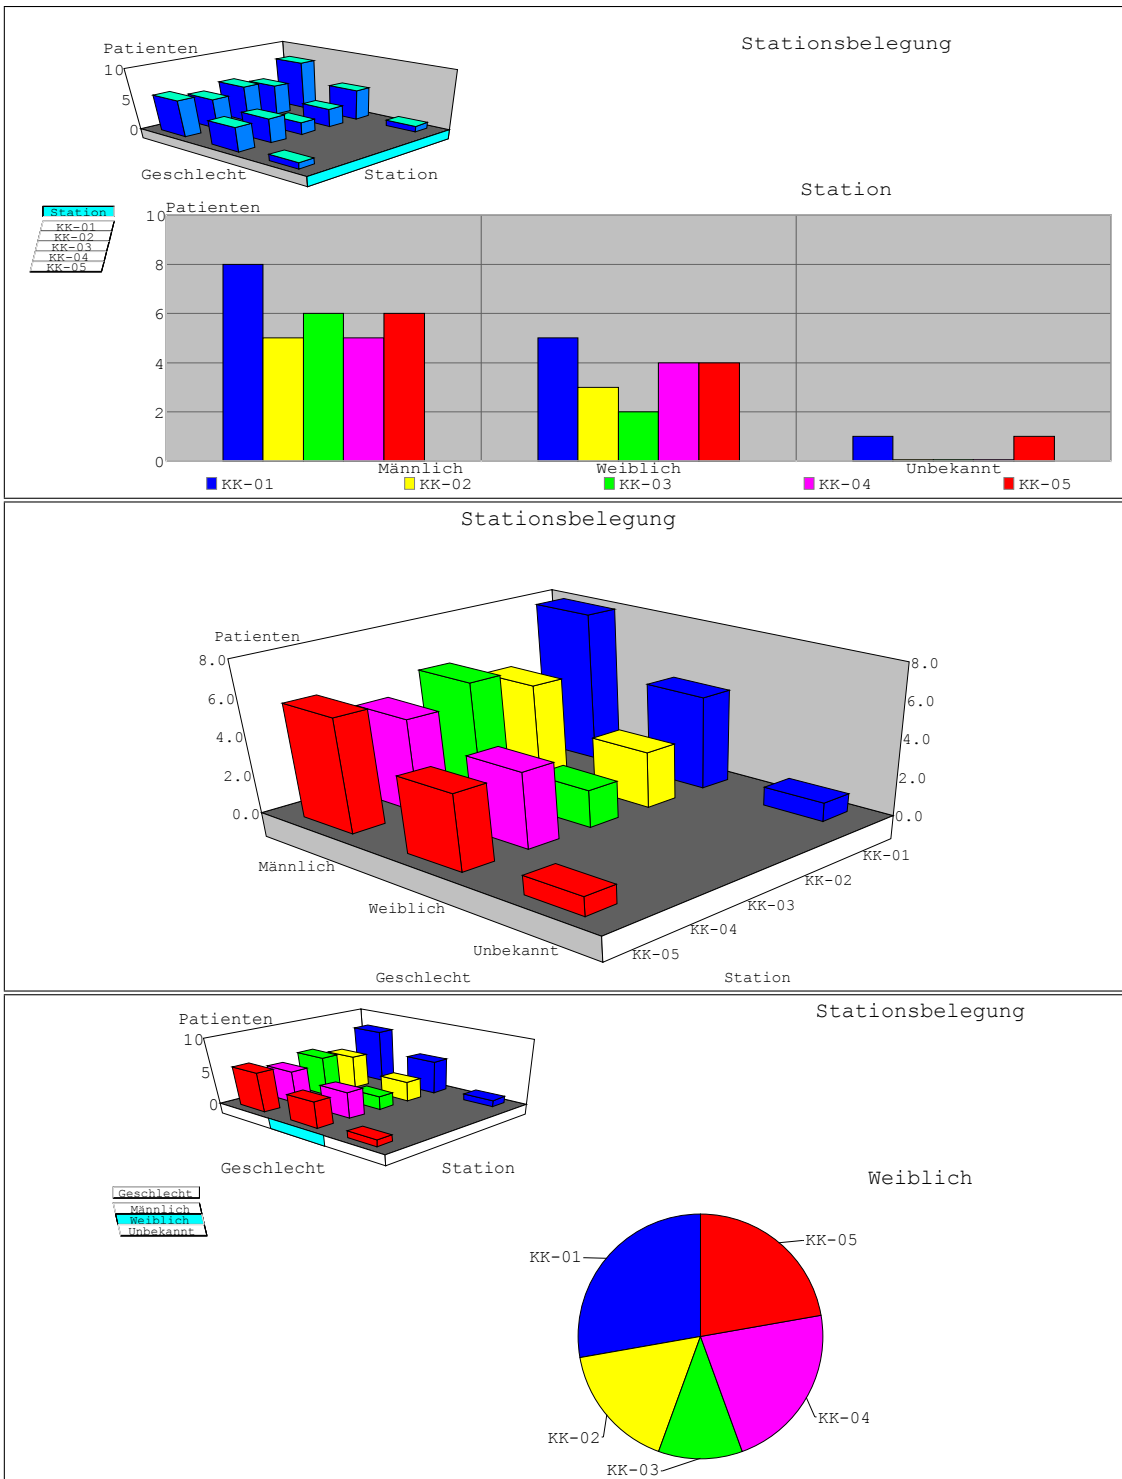 Stationsbelegung
Patienten
10
5
0
Geschlecht
Station
Station
Station
KK-01
KK-02
KK-03
KK-04
KK-05
Patienten
10
8
6
4
2
0
Männlich Weiblich Unbekannt
KK-01 KK-02 KK-03 KK-04 KK-05
Stationsbelegung
Patienten
8.0 8.0
6.0 6.0
4.0 4.0
2.0 2.0
0.0 0.0
Männlich
Weiblich
Unbekannt
KK-01
KK-02
KK-03
KK-04
KK-05
Geschlecht Station
Stationsbelegung
Patienten
10
5
0
Geschlecht Station
Weiblich
Geschlecht
Männlich
Weiblich
Unbekannt
KK-05
KK-01
KK-04
KK-02
KK-03